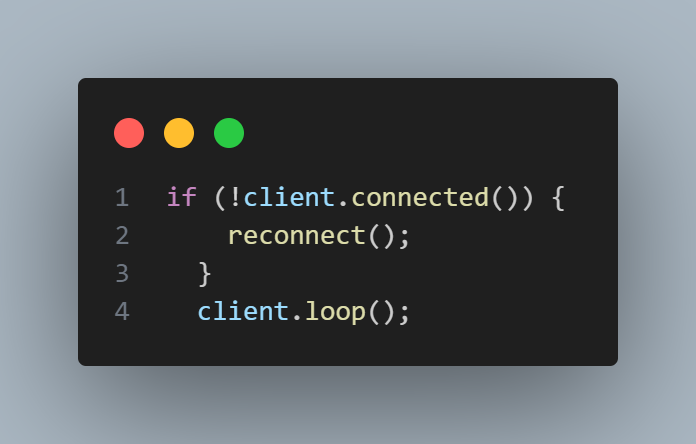 1 if (!client.connected()) {
2     reconnect();
3   }
4   client.loop();